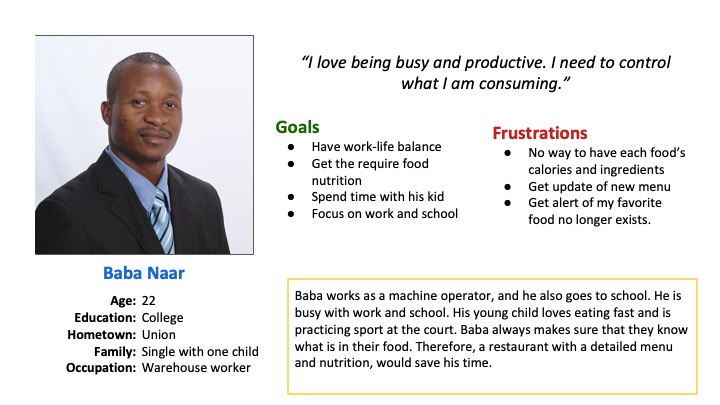 “I love being busy and productive. I need to control
what I am consuming.”
Goals
● Have work-life balance
● Get the require food
nutrition
● Spend time with his kid
● Focus on work and school
Frustrations
● No way to have each food’s
calories and ingredients
● Get update of new menu
● Get alert of my favorite
food no longer exists.
Baba Naar
Age: 22
Education: College
Hometown: Union
Family: Single with one child
Occupation: Warehouse worker
Baba works as a machine operator, and he also goes to school. He is
busy with work and school. His young child loves eating fast and is
practicing sport at the court. Baba always makes sure that they know
what is in their food. Therefore, a restaurant with a detailed menu
and nutrition, would save his time.